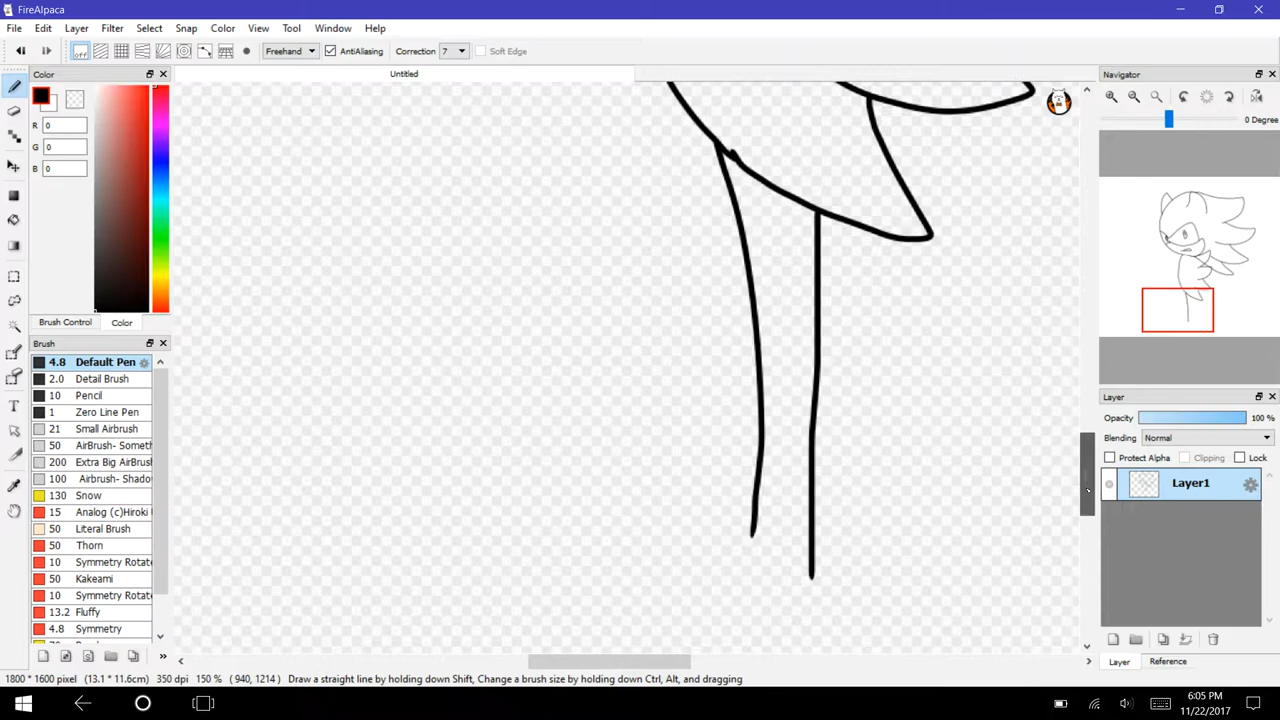 FireAlpaca
File Edit Layer Filter Select Snap Color View Tool Window Help
off Freehand AntiAliasing Correction 7 Soft Edge
Color Untitled Navigator
R 0
G 0
B 0
0 Degree
Brush Control Color
Brush
4.8 Default Pen
2.0 Detail Brush
10 Pencil
1 Zero Line Pen
21 Small Airbrush
50 AirBrush- Someth
200 Extra Big AirBrush
100 Airbrush- Shado
130 Snow
15 Analog (c)Hiroki
50 Literal Brush
50 Thorn
10 Symmetry Rotate
50 Kakeami
10 Symmetry Rotate
13.2 Fluffy
4.8 Symmetry
Layer
Opacity 100 %
Blending Normal
Protect Alpha Clipping Lock
Layer1
Layer Reference
1800 * 1600 pixel (13.1 * 11.6cm) 350 dpi 150 % ( 940, 1214 ) Draw a straight line by holding down Shift, Change a brush size by holding down Ctrl, Alt, and dragging
6:05 PM
11/22/2017